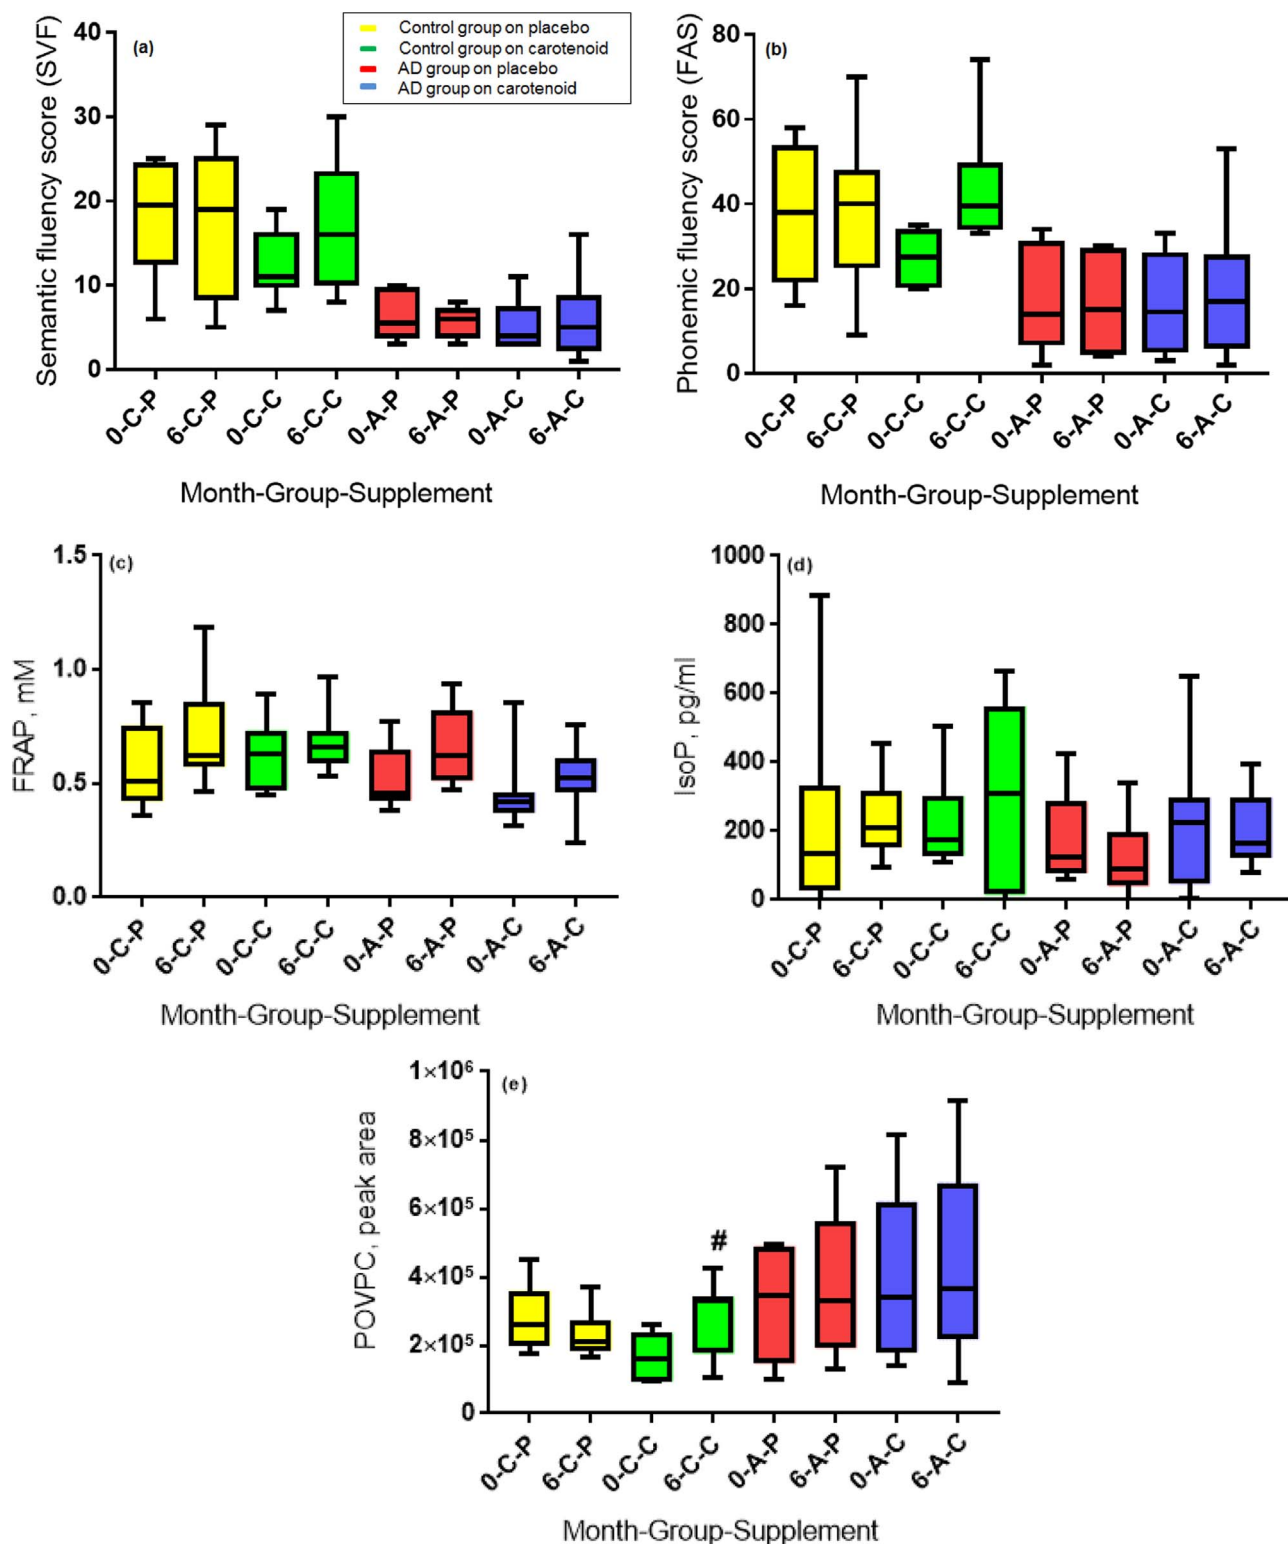 (a)
Control group on placebo
Control group on carotenoid
AD group on placebo
AD group on carotenoid
Semantic fluency score (SVF)
40
30
20
10
0
0-C-P 6-C-P 0-C-C 6-C-C 0-A-P 6-A-P 0-A-C 6-A-C
Month-Group-Supplement
(b)
Phonemic fluency score (FAS)
80
60
40
20
0
0-C-P 6-C-P 0-C-C 6-C-C 0-A-P 6-A-P 0-A-C 6-A-C
Month-Group-Supplement
(c)
FRAP, mM
1.5
1.0
0.5
0.0
0-C-P 6-C-P 0-C-C 6-C-C 0-A-P 6-A-P 0-A-C 6-A-C
Month-Group-Supplement
(d)
IsoP, pg/ml
1000
800
600
400
200
0
0-C-P 6-C-P 0-C-C 6-C-C 0-A-P 6-A-P 0-A-C 6-A-C
Month-Group-Supplement
(e)
POVPC, peak area
1×10⁶
8×10⁵
6×10⁵
4×10⁵
2×10⁵
0
#
0-C-P 6-C-P 0-C-C 6-C-C 0-A-P 6-A-P 0-A-C 6-A-C
Month-Group-Supplement